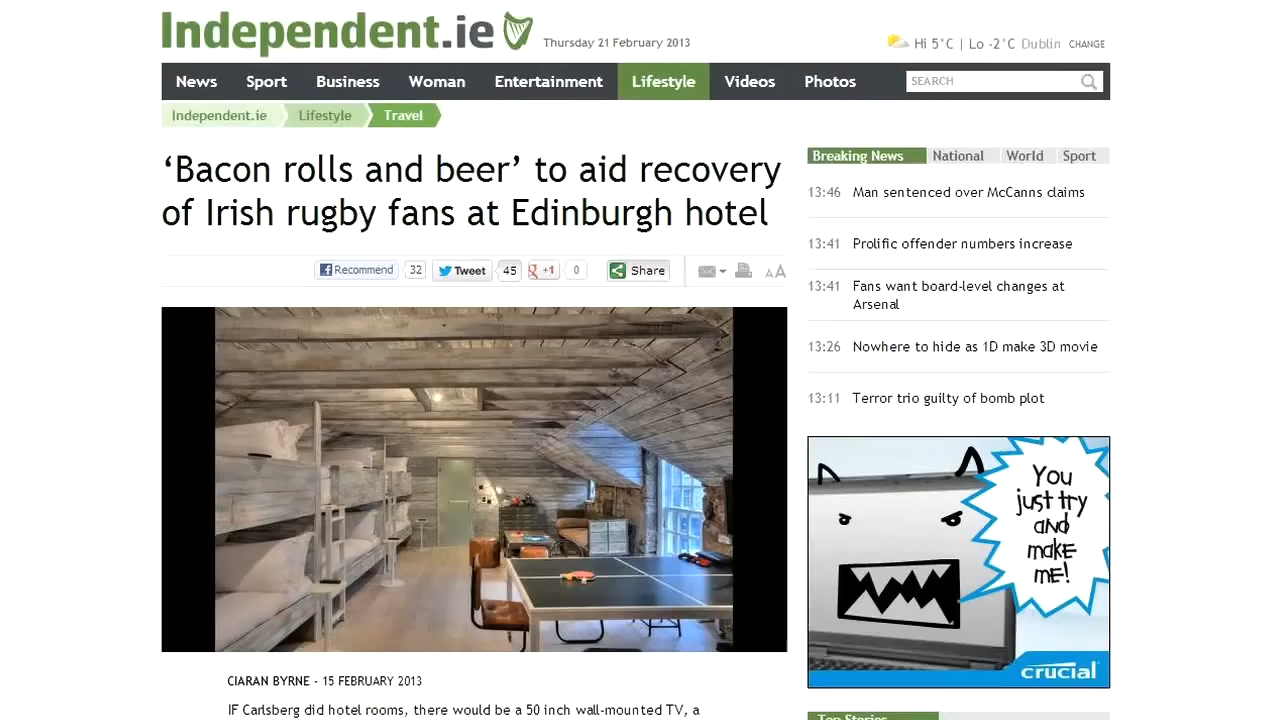 Independent.ie
Thursday 21 February 2013
Hi 5°C | Lo -2°C Dublin CHANGE
News Sport Business Woman Entertainment Lifestyle Videos Photos SEARCH
Independent.ie Lifestyle Travel
‘Bacon rolls and beer’ to aid recovery
of Irish rugby fans at Edinburgh hotel
Recommend 32 Tweet 45 +1 0 Share AA
CIARAN BYRNE - 15 FEBRUARY 2013
IF Carlsberg did hotel rooms, there would be a 50 inch wall-mounted TV, a
Breaking News National World Sport
13:46 Man sentenced over McCanns claims
13:41 Prolific offender numbers increase
13:41 Fans want board-level changes at
Arsenal
13:26 Nowhere to hide as 1D make 3D movie
13:11 Terror trio guilty of bomb plot
You
just try
and
make
ME!
crucial
Top Stories